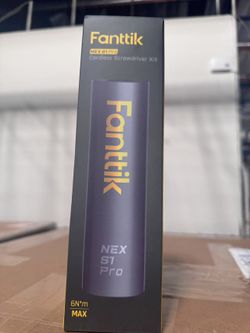 Fanttik
NEX S1 PRO
Cordless Screwdriver Kit
Fanttik
NEX
S1
Pro
6N*m
MAX